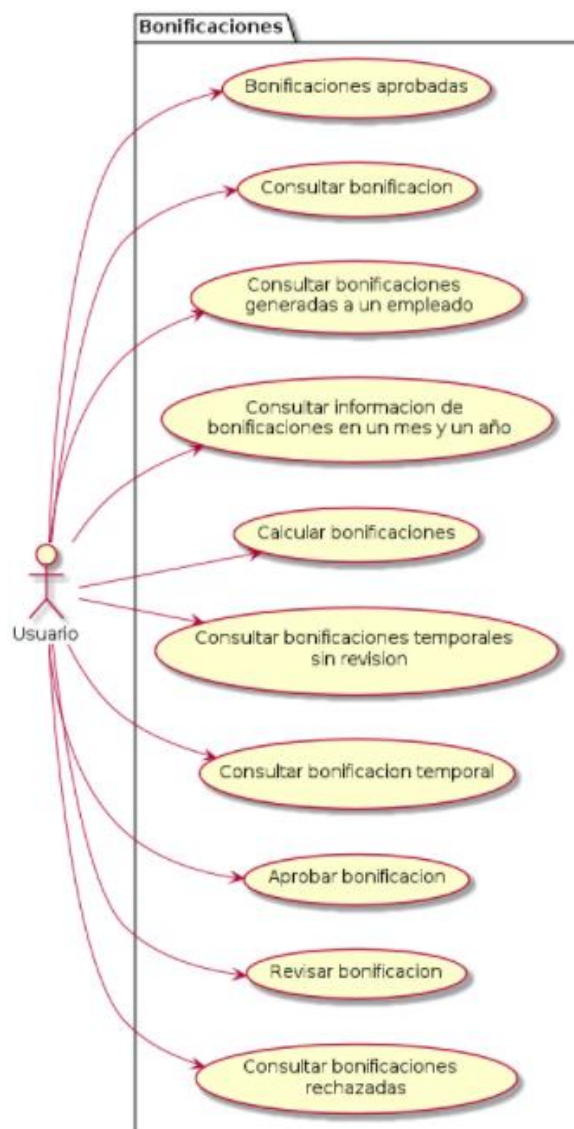 Bonificaciones
Bonificaciones aprobadas
Consultar bonificacion
Consultar bonificaciones
generadas a un empleado
Consultar informacion de
bonificaciones en un mes y un año
Calcular bonificaciones
Usuario
Consultar bonificaciones temporales
sin revision
Consultar bonificacion temporal
Aprobar bonificacion
Revisar bonificacion
Consultar bonificaciones
rechazadas